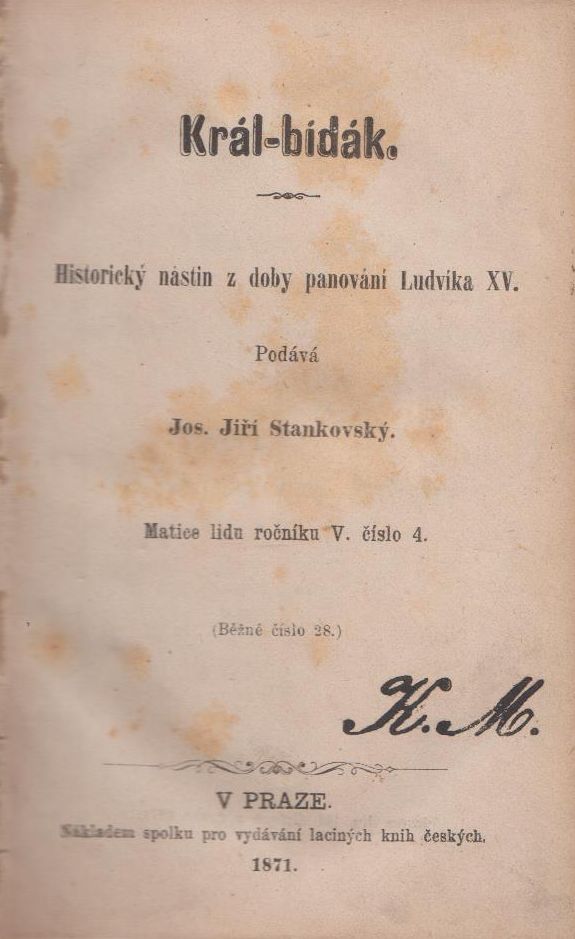 Král-bídák.
Historický nástin z doby panování Ludvíka XV.
Podává
Jos. Jiří Stankovský.
Matice lidu ročníku V. číslo 4.
(Běžné číslo 28.)
K. M.
V PRAZE.
Nákladem spolku pro vydávání laciných knih českých.
1871.